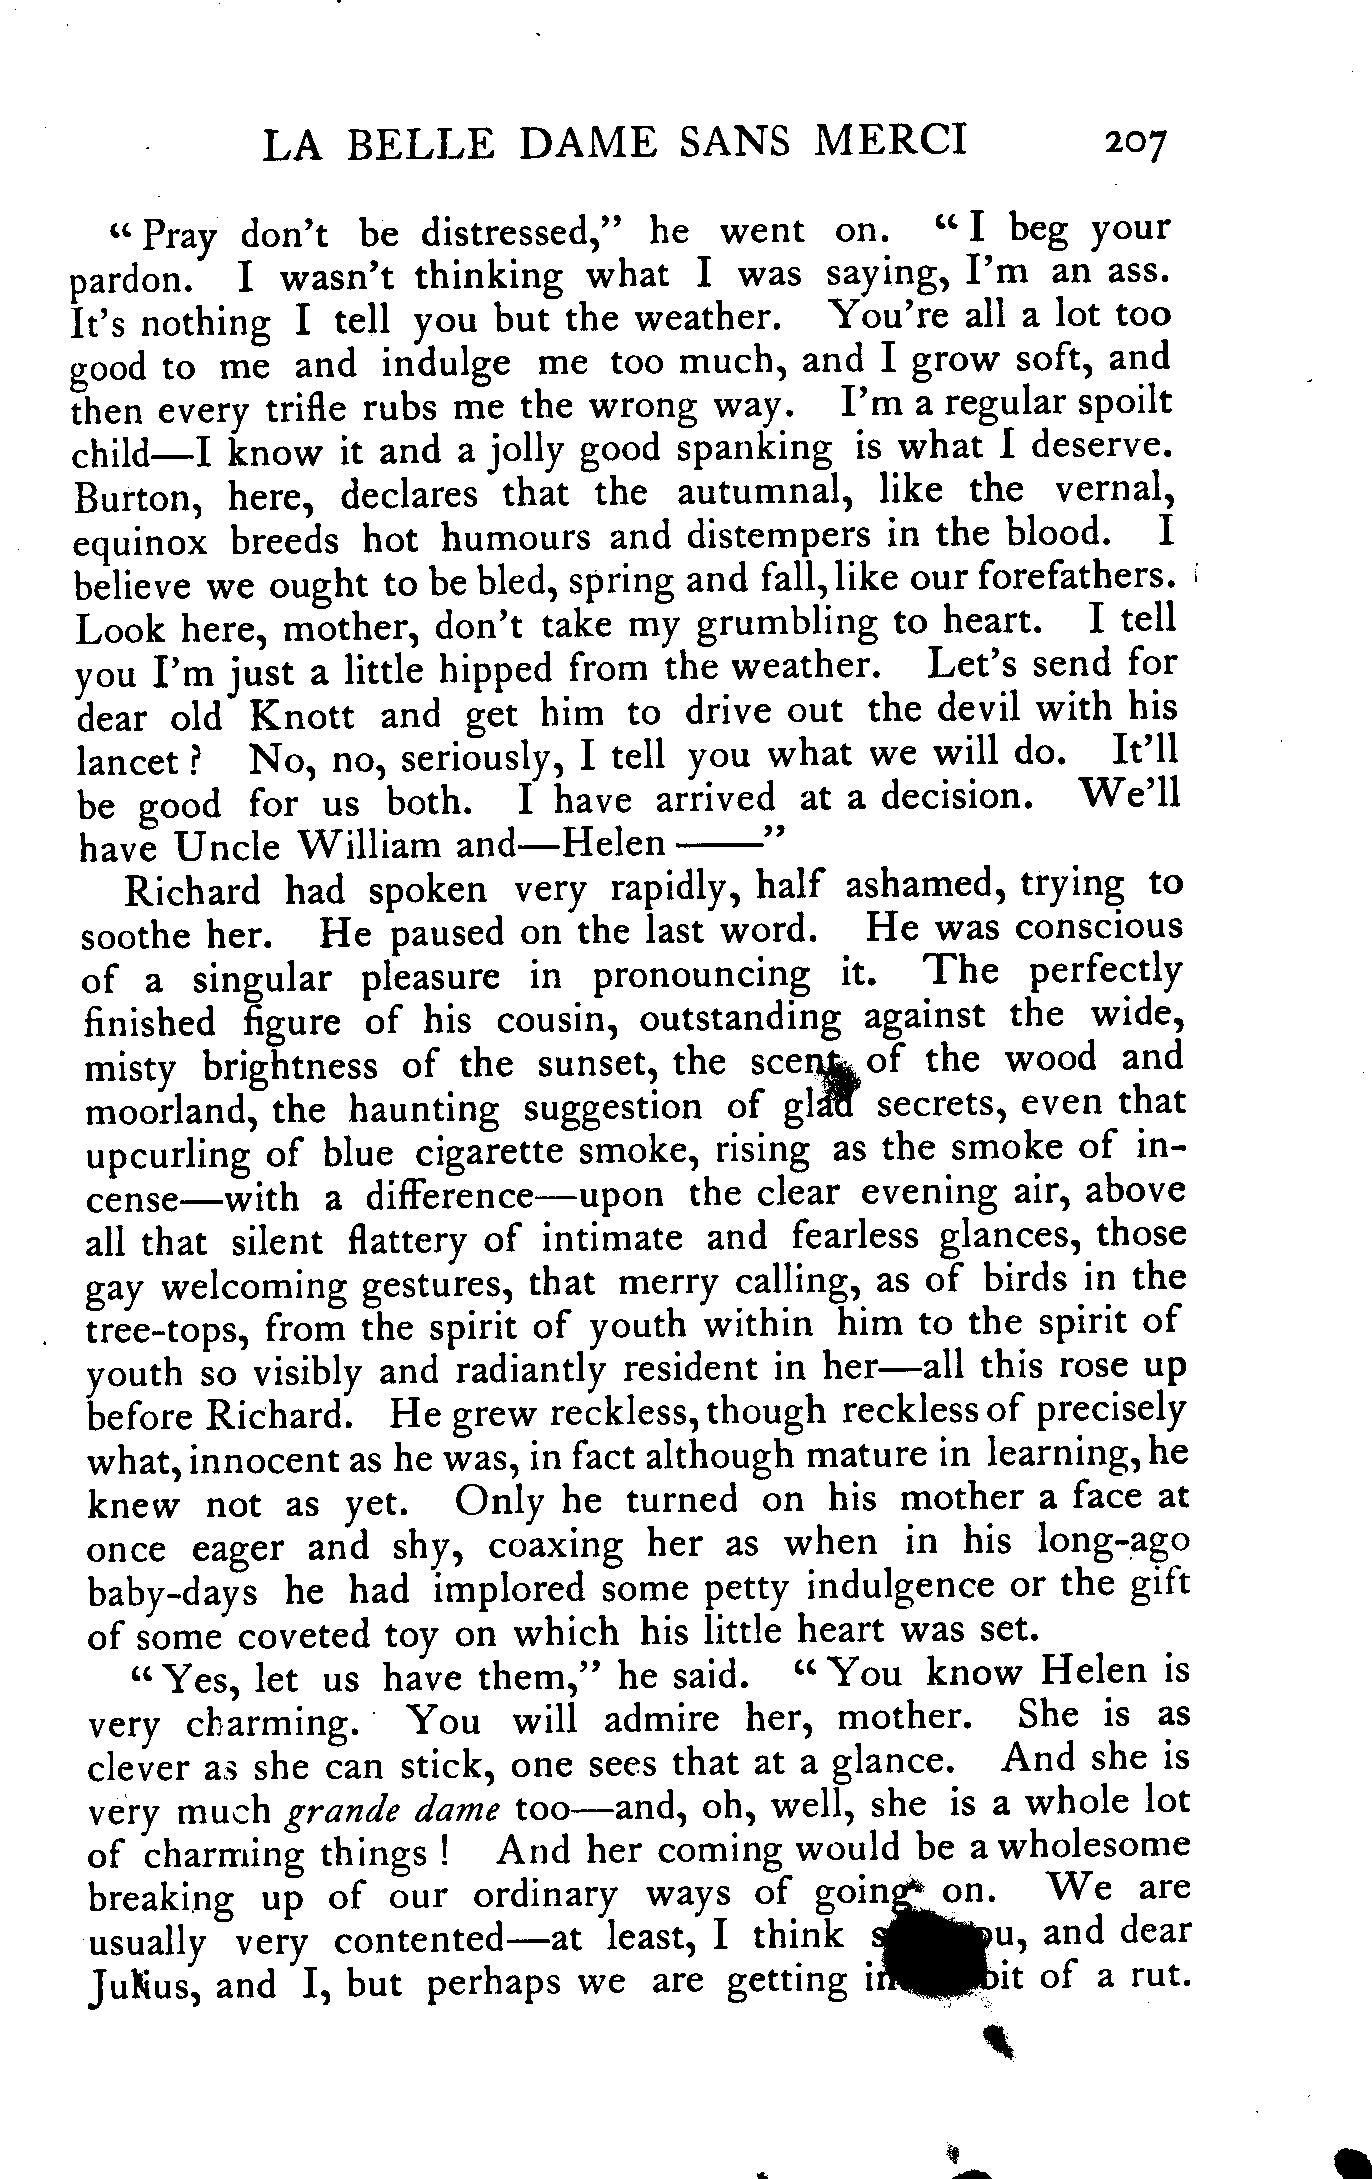 LA BELLE DAME SANS MERCI 207
“ Pray don't be distressed,” he went on. “ I beg your
pardon. I wasn't thinking what I was saying, I'm an ass.
It's nothing I tell you but the weather. You're all a lot too
good to me and indulge me too much, and I grow soft, and
then every trifle rubs me the wrong way. I'm a regular spoilt
child—I know it and a jolly good spanking is what I deserve.
Burton, here, declares that the autumnal, like the vernal,
equinox breeds hot humours and distempers in the blood. I
believe we ought to be bled, spring and fall, like our forefathers.
Look here, mother, don't take my grumbling to heart. I tell
you I'm just a little hipped from the weather. Let's send for
dear old Knott and get him to drive out the devil with his
lancet ? No, no, seriously, I tell you what we will do. It'll
be good for us both. I have arrived at a decision. We'll
have Uncle William and—Helen ——”
Richard had spoken very rapidly, half ashamed, trying to
soothe her. He paused on the last word. He was conscious
of a singular pleasure in pronouncing it. The perfectly
finished figure of his cousin, outstanding against the wide,
misty brightness of the sunset, the scent of the wood and
moorland, the haunting suggestion of glad secrets, even that
upcurling of blue cigarette smoke, rising as the smoke of in-
cense—with a difference—upon the clear evening air, above
all that silent flattery of intimate and fearless glances, those
gay welcoming gestures, that merry calling, as of birds in the
tree-tops, from the spirit of youth within him to the spirit of
youth so visibly and radiantly resident in her—all this rose up
before Richard. He grew reckless, though reckless of precisely
what, innocent as he was, in fact although mature in learning, he
knew not as yet. Only he turned on his mother a face at
once eager and shy, coaxing her as when in his long-ago
baby-days he had implored some petty indulgence or the gift
of some coveted toy on which his little heart was set.
“ Yes, let us have them,” he said. “ You know Helen is
very charming. You will admire her, mother. She is as
clever as she can stick, one sees that at a glance. And she is
very much grande dame too—and, oh, well, she is a whole lot
of charming things ! And her coming would be a wholesome
breaking up of our ordinary ways of going on. We are
usually very contented—at least, I think and dear
Julius, and I, but perhaps we are getting bit of a rut.